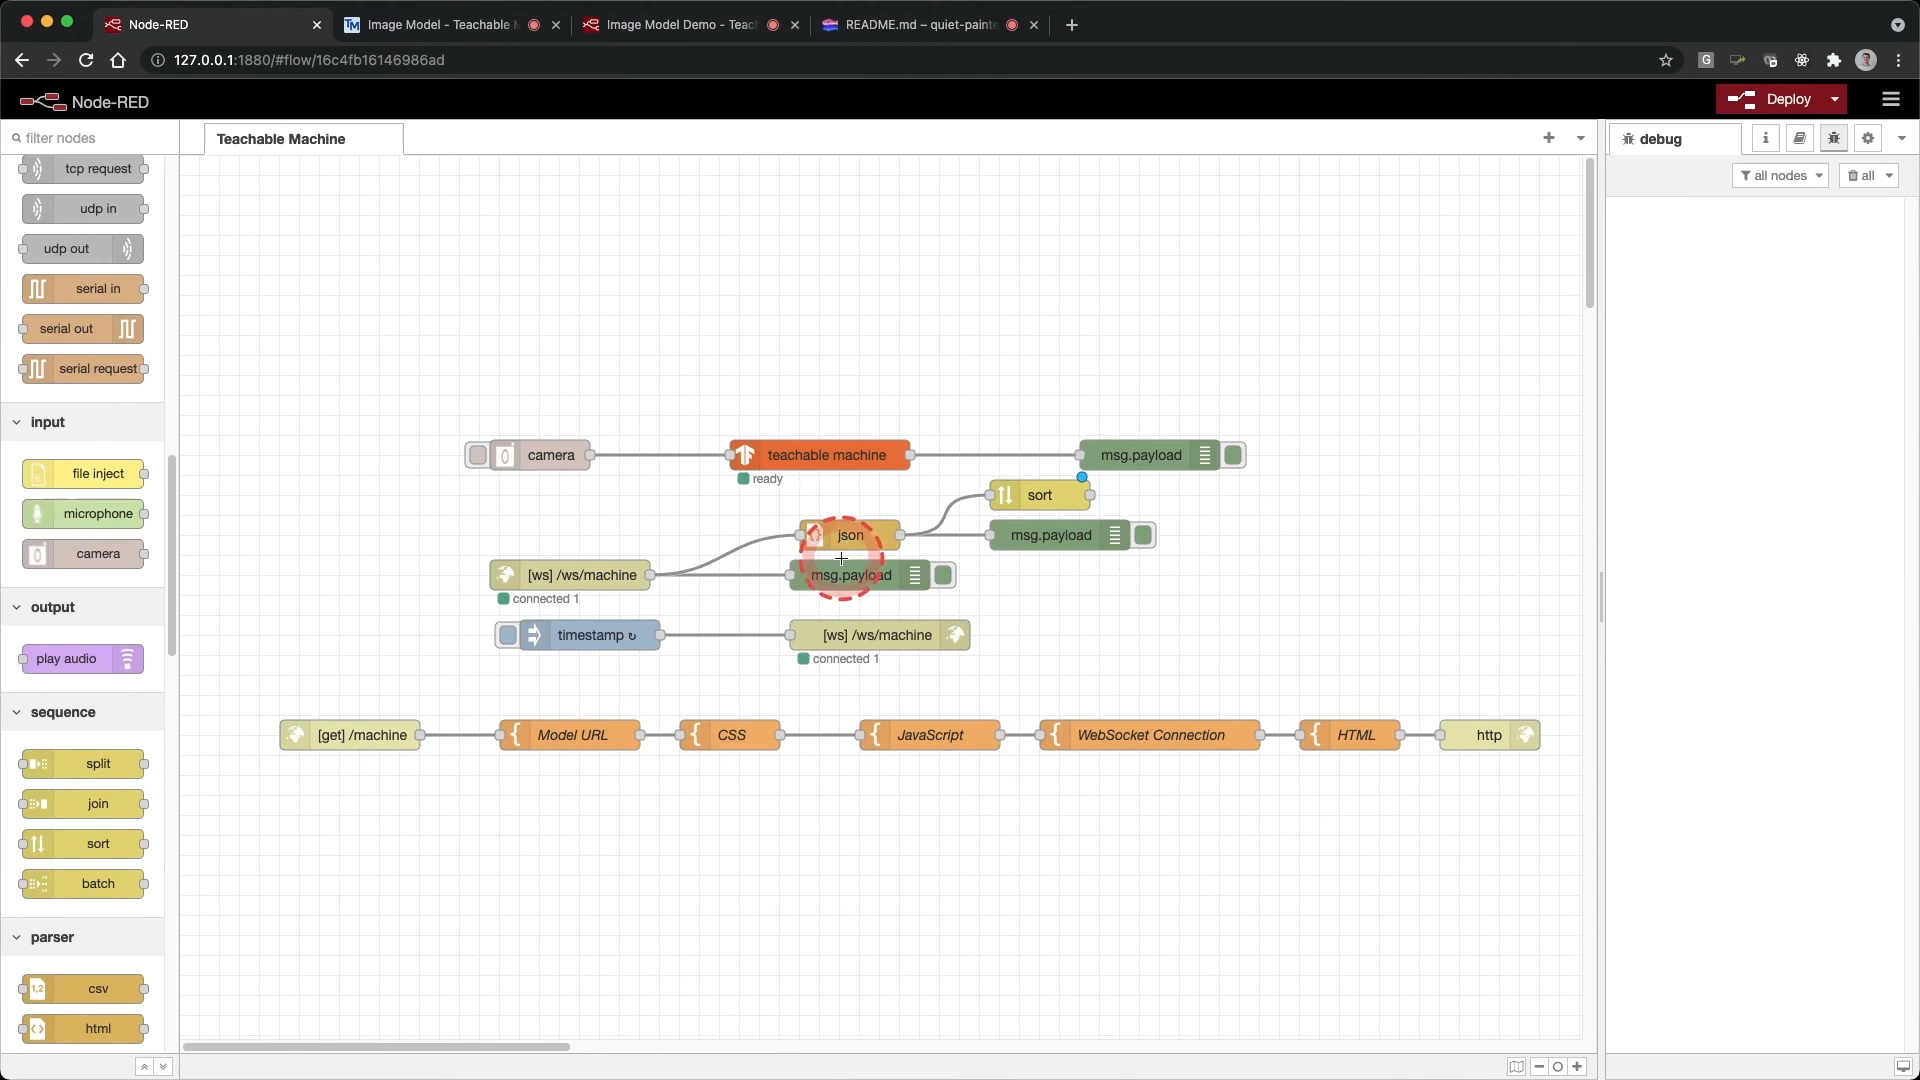 Node-RED
Image Model - Teachable M
Image Model Demo - Teac
README.md – quiet-painte
127.0.0.1:1880/#flow/16c4fb16146986ad
G
Node-RED
Deploy
filter nodes
Teachable Machine
debug
all nodes
all
tcp request
udp in
udp out
serial in
serial out
serial request
input
file inject
microphone
camera
output
play audio
sequence
split
join
sort
batch
parser
csv
html
camera
teachable machine
ready
msg.payload
sort
json
msg.payload
[ws] /ws/machine
connected 1
msg.payload
timestamp ↻
[ws] /ws/machine
connected 1
[get] /machine
Model URL
CSS
JavaScript
WebSocket Connection
HTML
http